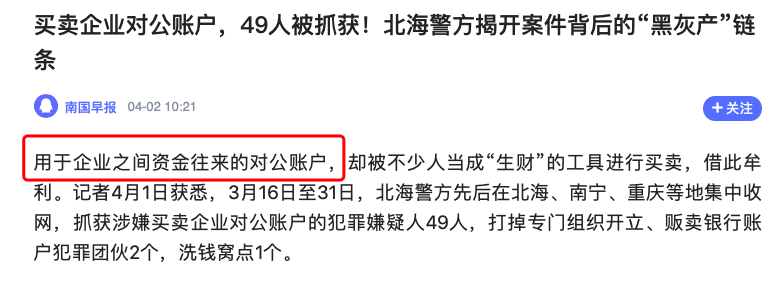 买卖企业对公账户，49人被抓获！北海警方揭开案件背后的“黑灰产”链
条
南国早报 04-02 10:21
+关注
用于企业之间资金往来的对公账户，却被不少人当成“生财”的工具进行买卖，借此牟
利。记者4月1日获悉，3月16日至31日，北海警方先后在北海、南宁、重庆等地集中收
网，抓获涉嫌买卖企业对公账户的犯罪嫌疑人49人，打掉专门组织开立、贩卖银行账
户犯罪团伙2个，洗钱窝点1个。